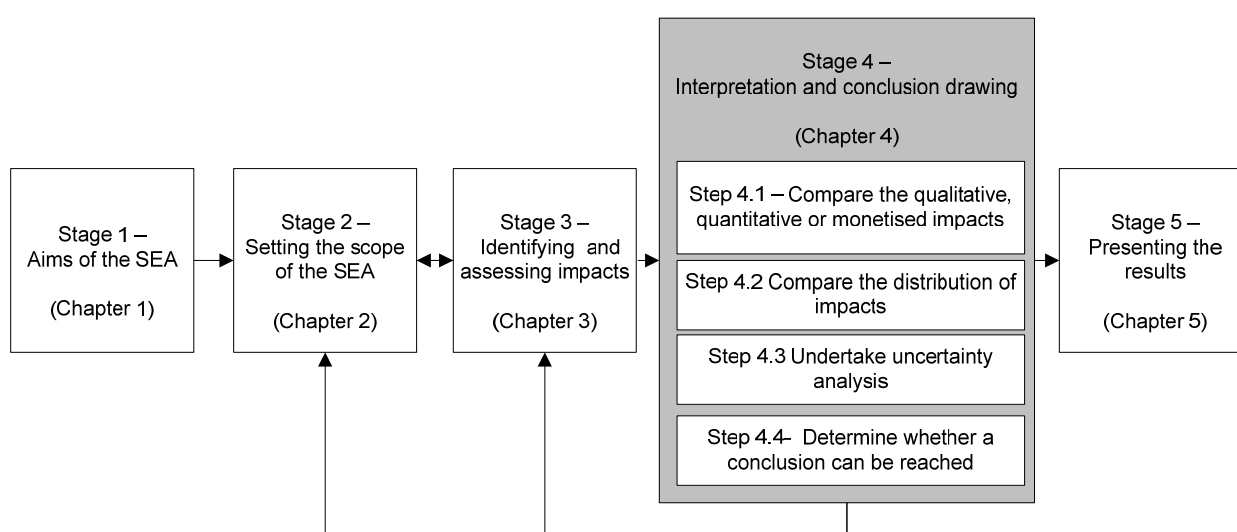 Stage 1 –
Aims of the SEA
(Chapter 1)
Stage 2 –
Setting the scope
of the SEA
(Chapter 2)
Stage 3 –
Identifying and
assessing impacts
(Chapter 3)
Stage 4 –
Interpretation and conclusion drawing
(Chapter 4)
Step 4.1 – Compare the qualitative,
quantitative or monetised impacts
Step 4.2 Compare the distribution of
impacts
Step 4.3 Undertake uncertainty
analysis
Step 4.4- Determine whether a
conclusion can be reached
Stage 5 –
Presenting the
results
(Chapter 5)